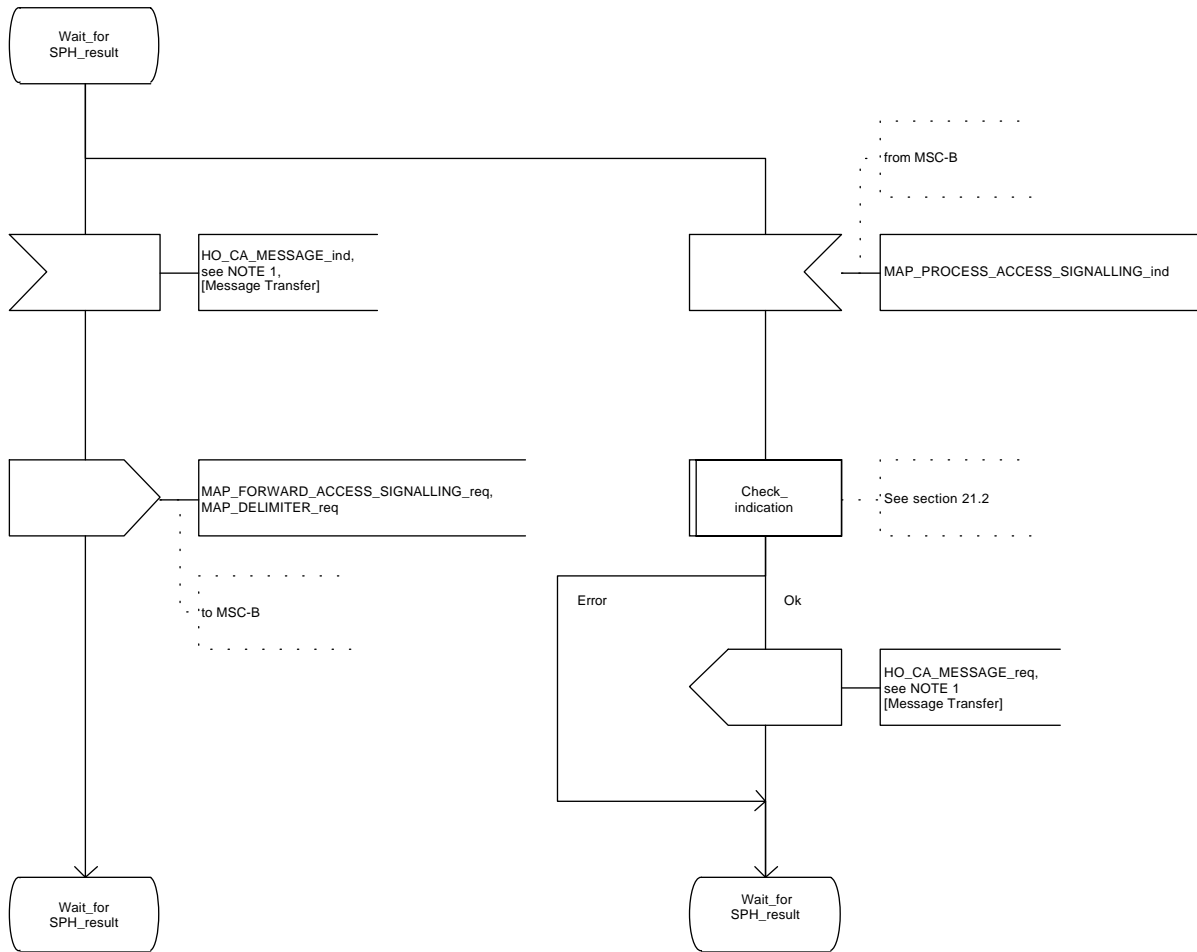 Wait_for
SPH_result
from MSC-B
HO_CA_MESSAGE_ind,
see NOTE 1,
[Message Transfer]
MAP_PROCESS_ACCESS_SIGNALLING_ind
MAP_FORWARD_ACCESS_SIGNALLING_req,
MAP_DELIMITER_req
Check_
indication
See section 21.2
to MSC-B
Error
Ok
HO_CA_MESSAGE_req,
see NOTE 1
[Message Transfer]
Wait_for
SPH_result
Wait_for
SPH_result